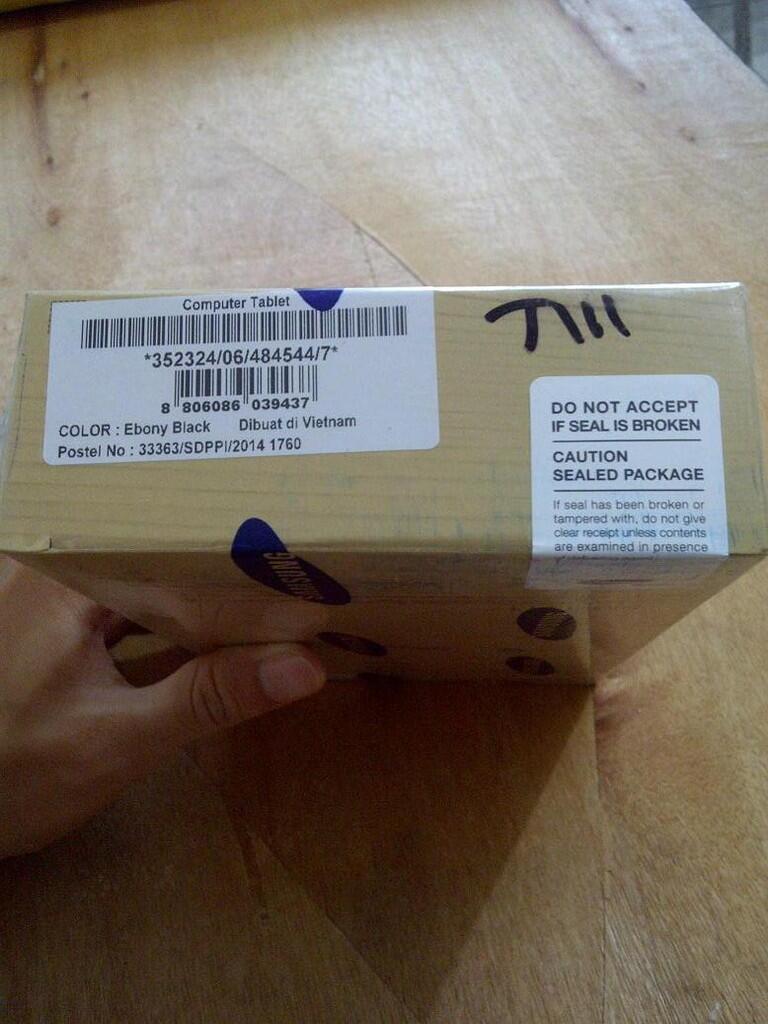 Computer Tablet
*352324/06/484544/7*
8 806086 039437
COLOR : Ebony Black Dibuat di Vietnam
Postel No : 33363/SDPPI/2014 1760
DO NOT ACCEPT
IF SEAL IS BROKEN
CAUTION
SEALED PACKAGE
If seal has been broken or
tampered with, do not give
clear receipt unless contents
are examined in presence
SAMSUNG